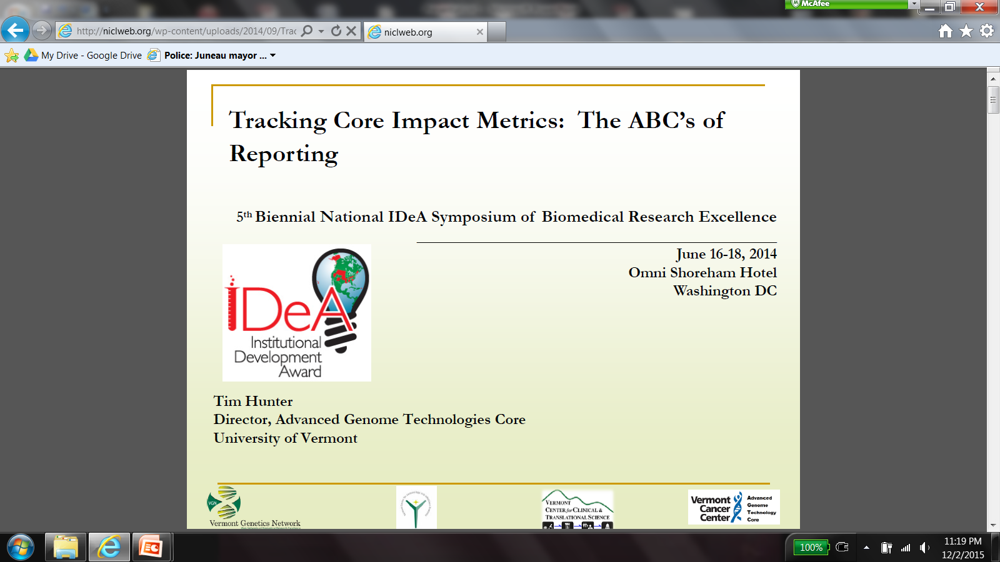 McAfee
http://niclweb.org/wp-content/uploads/2014/09/Trac
niclweb.org
My Drive - Google Drive
Police: Juneau mayor ...
Tracking Core Impact Metrics: The ABC's of
Reporting
5th Biennial National IDeA Symposium of Biomedical Research Excellence
June 16-18, 2014
Omni Shoreham Hotel
Washington DC
IDeA
Institutional
Development
Award
Tim Hunter
Director, Advanced Genome Technologies Core
University of Vermont
VGN
Vermont Genetics Network
VERMONT
CENTER for CLINICAL &
TRANSLATIONAL SCIENCE
Vermont
Cancer
Center
Advanced
Genome
Technology
Core
100%
11:19 PM
12/2/2015